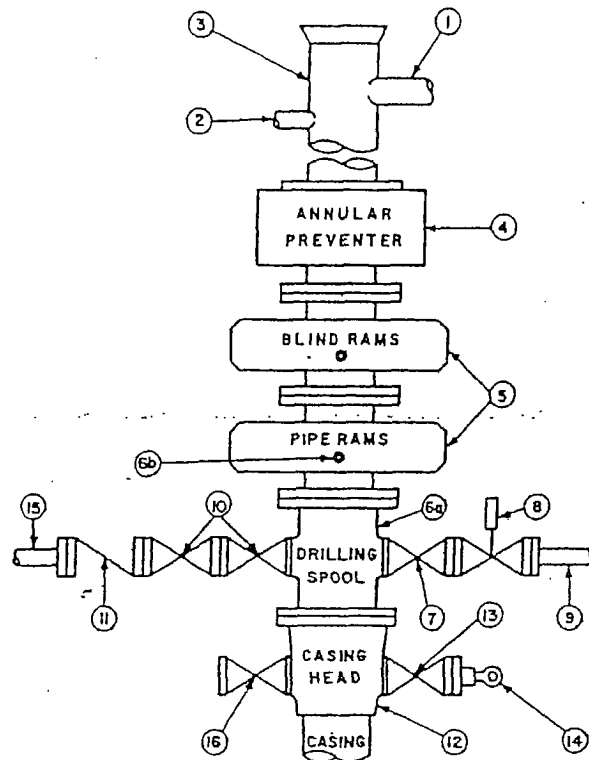 3
1
2
ANNULAR
PREVENTER
4
BLIND RAMS
5
PIPE RAMS
6b
15
10
6a
8
DRILLING
SPOOL
11
7
9
13
CASING
HEAD
16
12
14
CASING